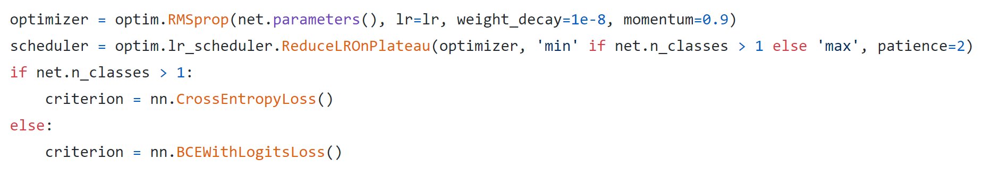 optimizer = optim.RMSprop(net.parameters(), lr=lr, weight_decay=1e-8, momentum=0.9)
scheduler = optim.lr_scheduler.ReduceLROnPlateau(optimizer, 'min' if net.n_classes > 1 else 'max', patience=2)
if net.n_classes > 1:
    criterion = nn.CrossEntropyLoss()
else:
    criterion = nn.BCEWithLogitsLoss()